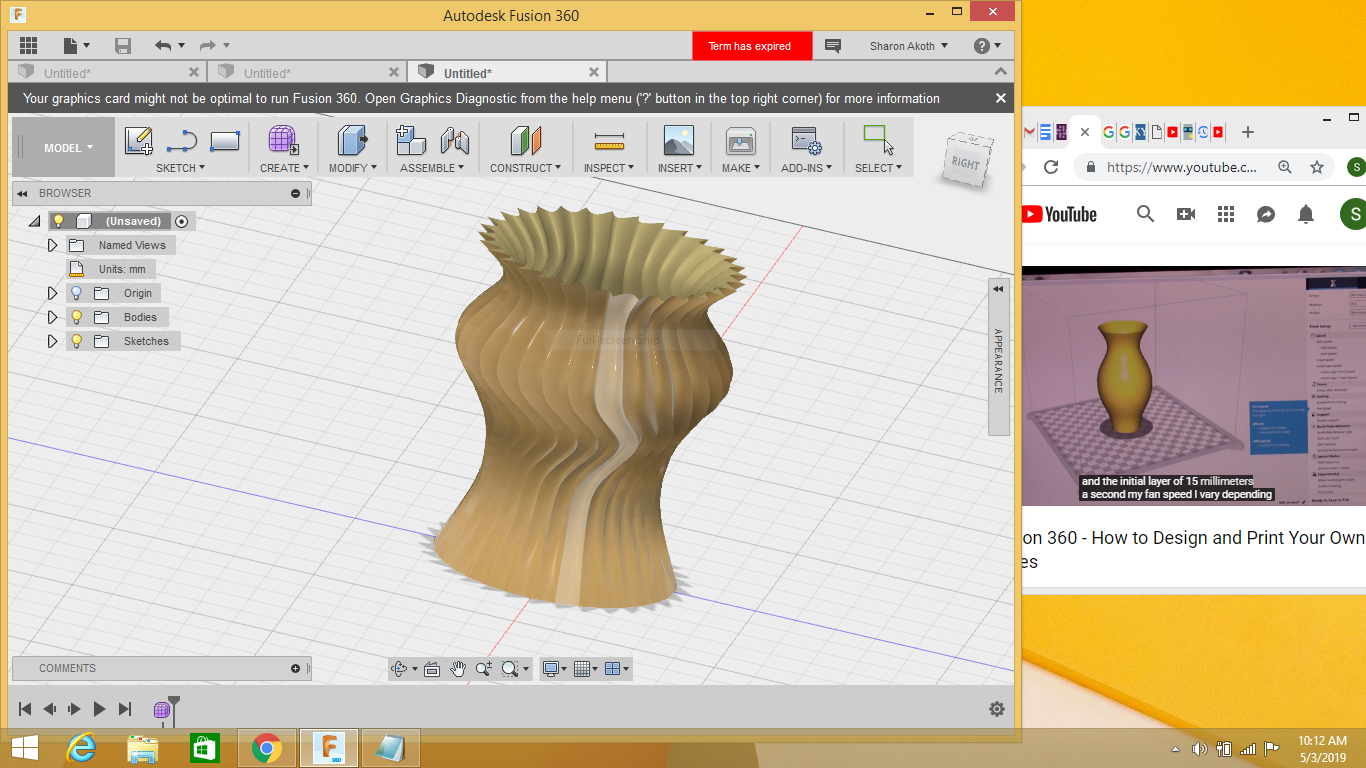 Autodesk Fusion 360
Term has expired
Sharon Akoth
Untitled*
Untitled*
Untitled*
Your graphics card might not be optimal to run Fusion 360. Open Graphics Diagnostic from the help menu ('?' button in the top right corner) for more information
MODEL
SKETCH
CREATE
MODIFY
ASSEMBLE
CONSTRUCT
INSPECT
INSERT
MAKE
ADD-INS
SELECT
RIGHT
BROWSER
(Unsaved)
Named Views
Units: mm
Origin
Bodies
Sketches
Full-screen Snip
APPEARANCE
COMMENTS
https://www.youtube.c...
S
YouTube
S
and the initial layer of 15 millimeters
a second my fan speed I vary depending
on 360 - How to Design and Print Your Own
es
10:12 AM
5/3/2019